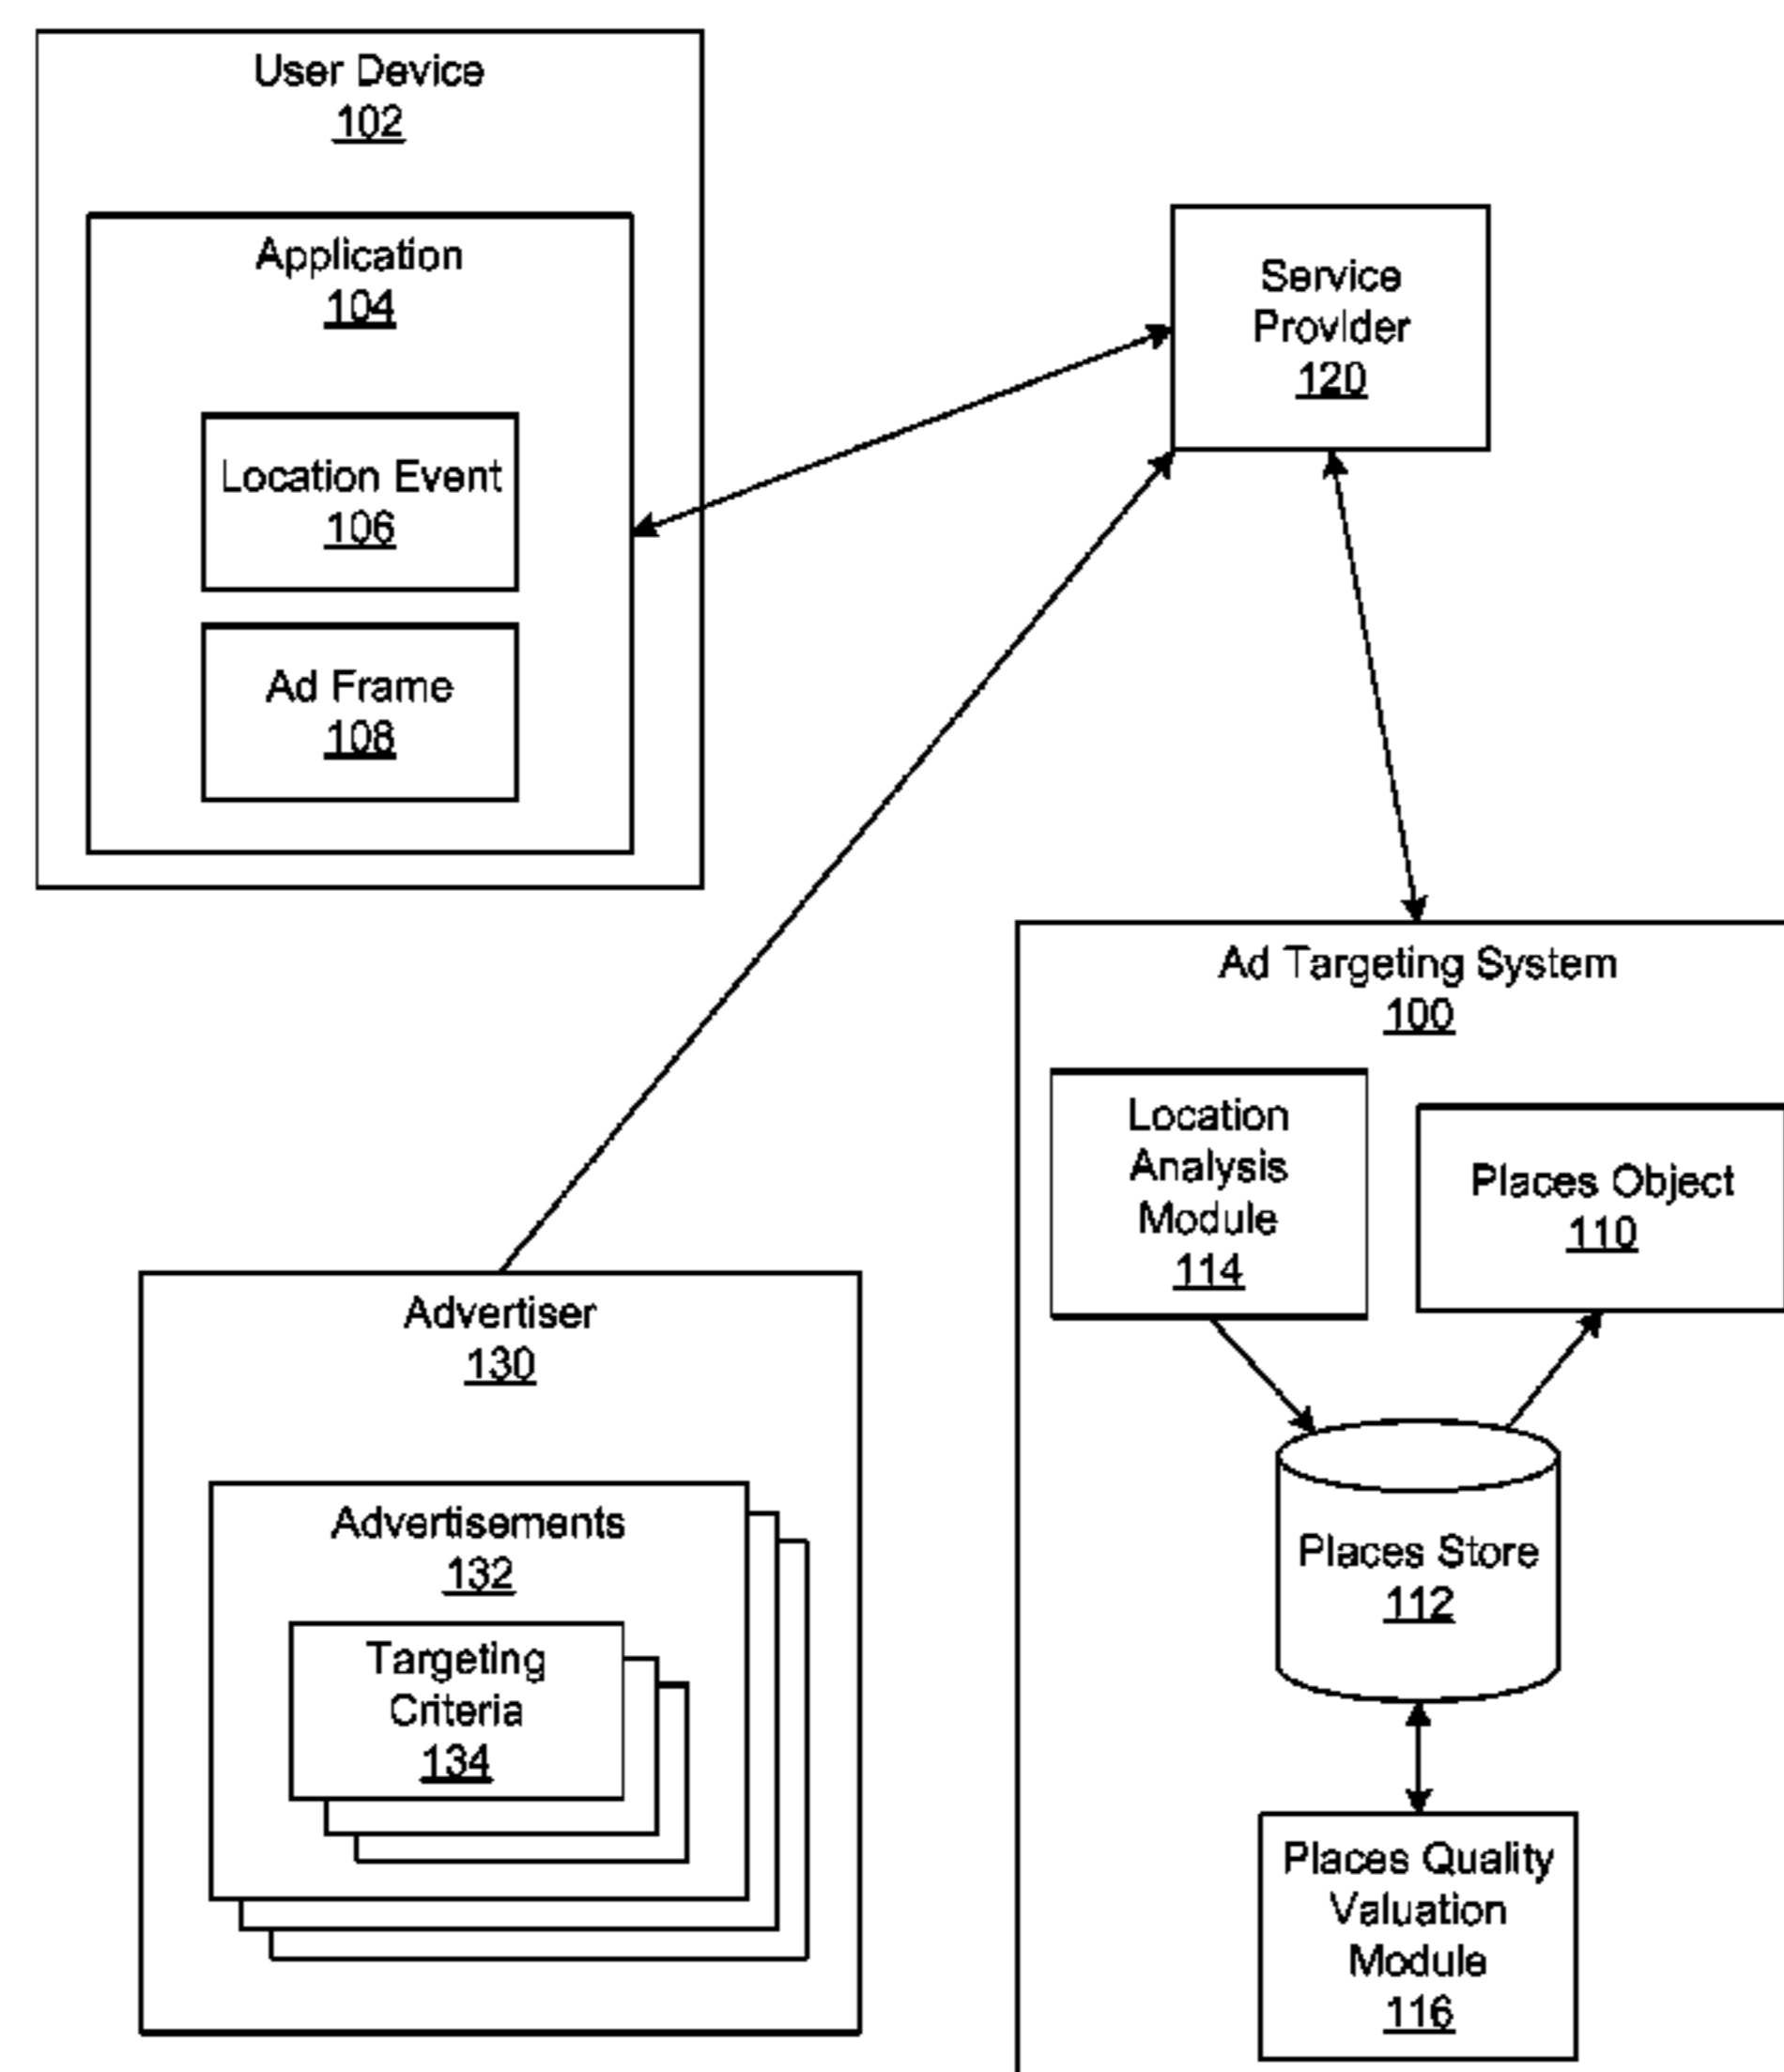 User Device
102
Application
104
Location Event
106
Ad Frame
108
Service
Provider
120
Ad Targeting System
100
Location
Analysis
Module
114
Places Object
110
Places Store
112
Places Quality
Valuation
Module
116
Advertiser
130
Advertisements
132
Targeting
Criteria
134